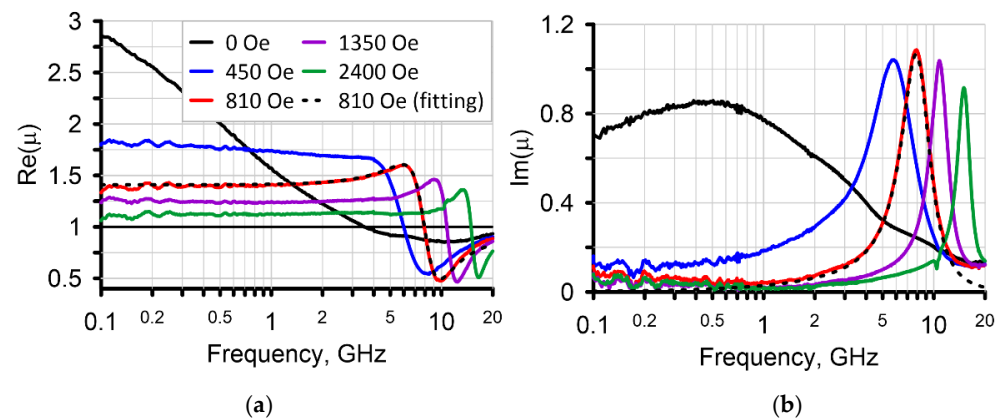 3
2.5
2
1.5
1
0.5
Re(μ)
0 Oe
450 Oe
810 Oe
1350 Oe
2400 Oe
810 Oe (fitting)
0.1 0.2 0.5 1 2 5 10 20
Frequency, GHz
(a)
1.2
0.8
0.4
0
Im(μ)
0.1 0.2 0.5 1 2 5 10 20
Frequency, GHz
(b)